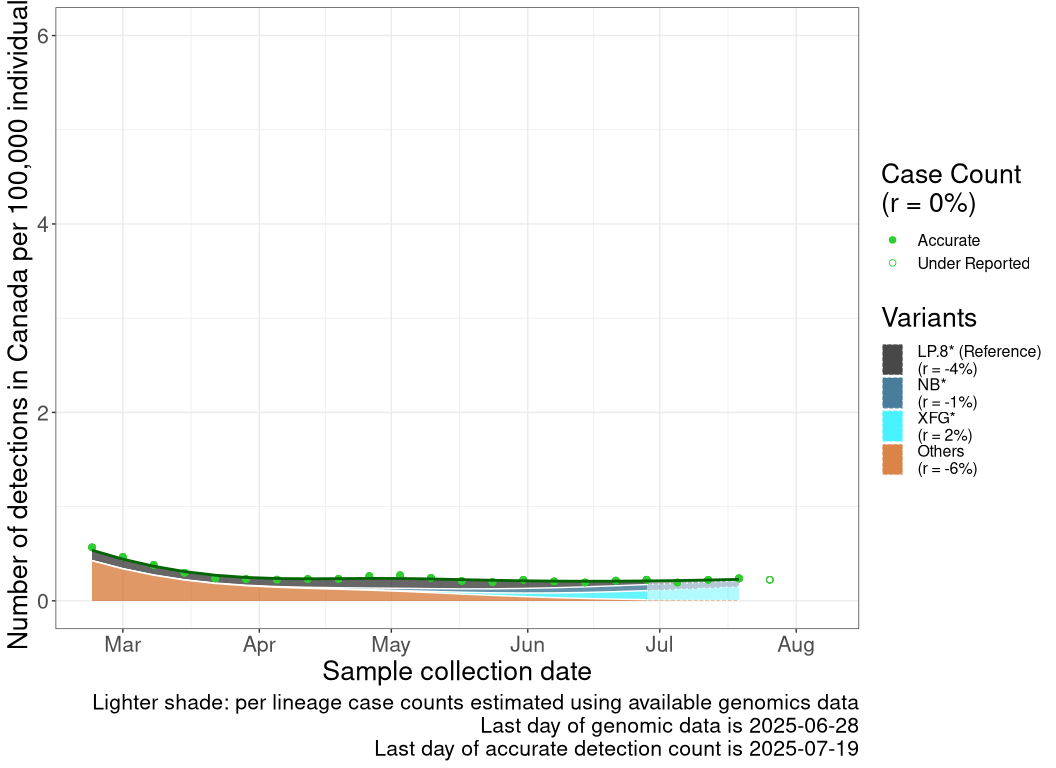 Number of detections in Canada per 100,000 individual
6
4
2
0
Mar
Apr
May
Jun
Jul
Aug
Sample collection date
Lighter shade: per lineage case counts estimated using available genomics data
Last day of genomic data is 2025-06-28
Last day of accurate detection count is 2025-07-19
Case Count
(r = 0%)
Accurate
Under Reported
Variants
LP.8* (Reference)
(r = -4%)
NB*
(r = -1%)
XFG*
(r = 2%)
Others
(r = -6%)